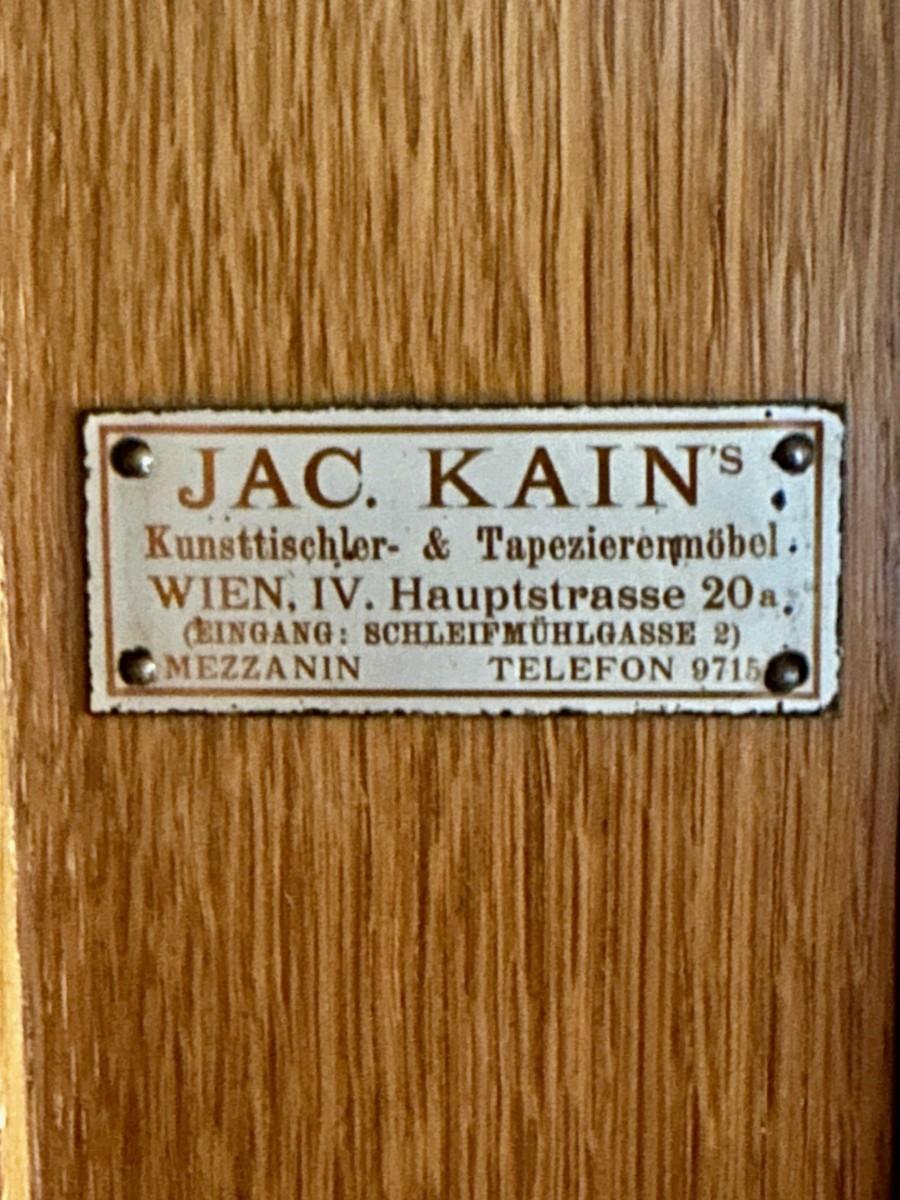 JAC. KAIN'S
Kunsttischler- & Tapezierermöbel.
WIEN, IV. Hauptstrasse 20a.
(EINGANG: SCHLEIFMÜHLGASSE 2)
MEZZANIN TELEFON 9715